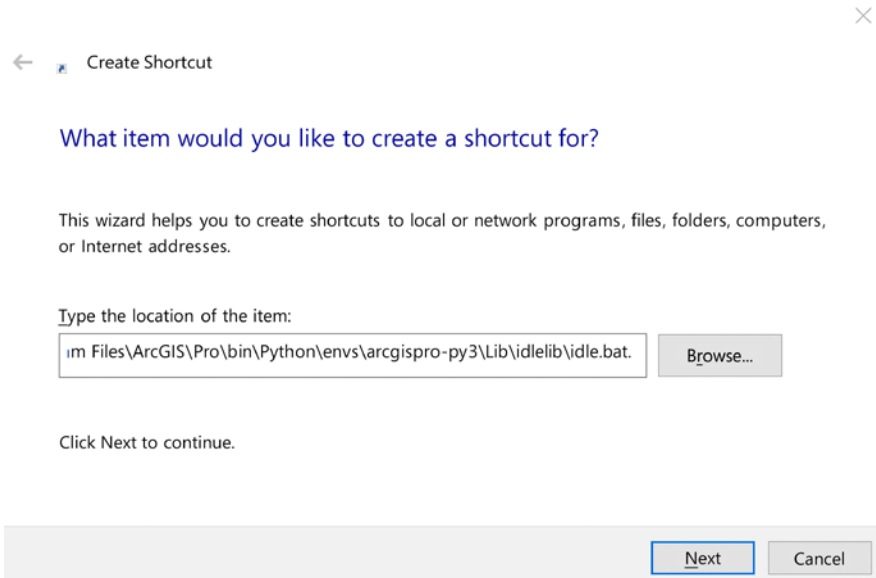 Create Shortcut
What item would you like to create a shortcut for?
This wizard helps you to create shortcuts to local or network programs, files, folders, computers,
or Internet addresses.
Type the location of the item:
m Files\ArcGIS\Pro\bin\Python\envs\arcgispro-py3\Lib\idlelib\idle.bat.
Browse...
Click Next to continue.
Next
Cancel